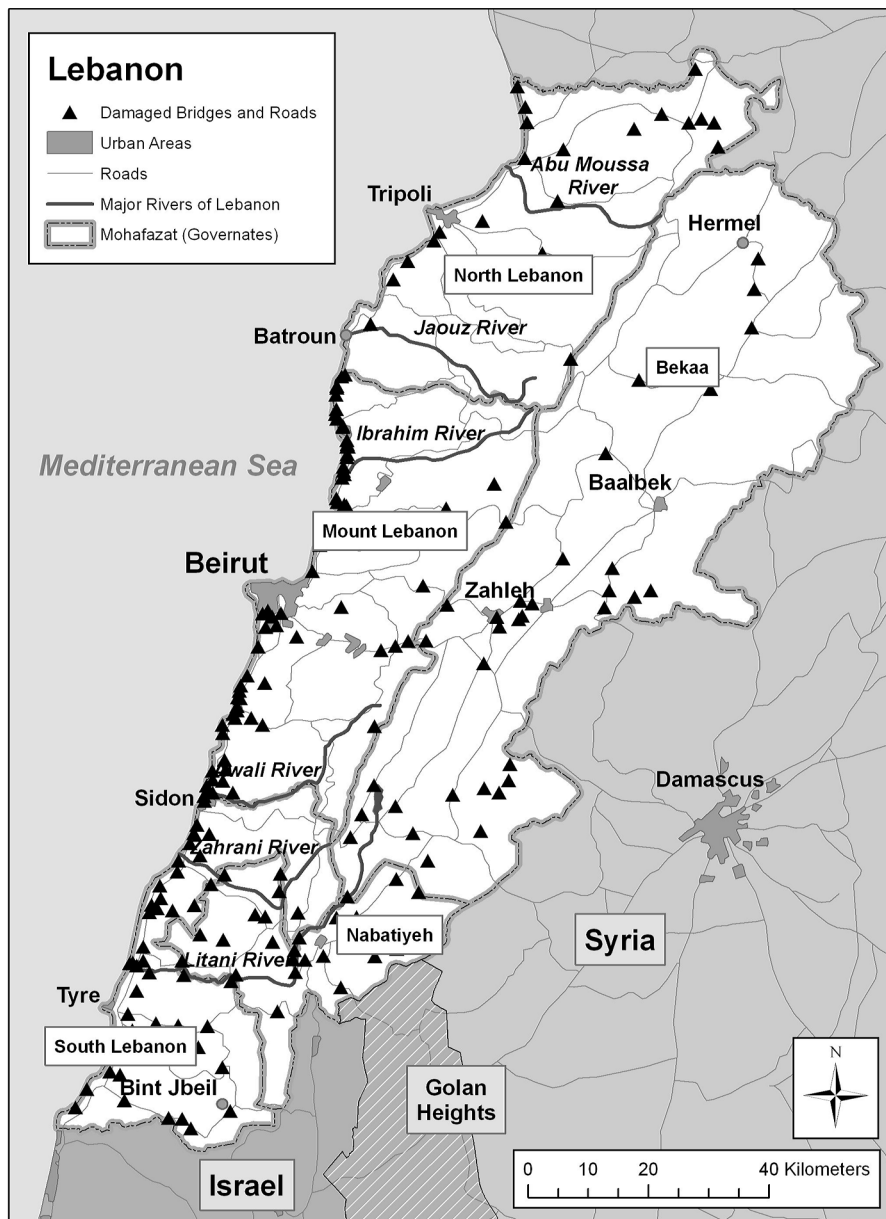 Lebanon
Damaged Bridges and Roads
Urban Areas
Roads
Major Rivers of Lebanon
Mohafazat (Governates)
Abu Moussa
River
Tripoli
Hermel
North Lebanon
Jaouz River
Batroun
Bekaa
Ibrahim River
Mediterranean Sea
Baalbek
Mount Lebanon
Beirut
Zahleh
Awali River
Damascus
Sidon
Zahrani River
Nabatiyeh
Syria
Litani River
Tyre
South Lebanon
Bint Jbeil
Golan
Heights
N
Israel
0 10 20 40 Kilometers